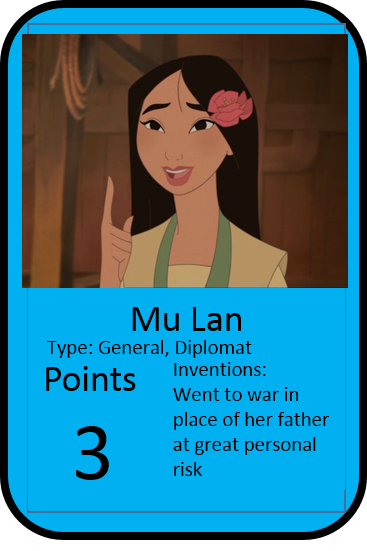 Mu Lan
Type: General, Diplomat
Points
3
Inventions:
Went to war in
place of her father
at great personal
risk